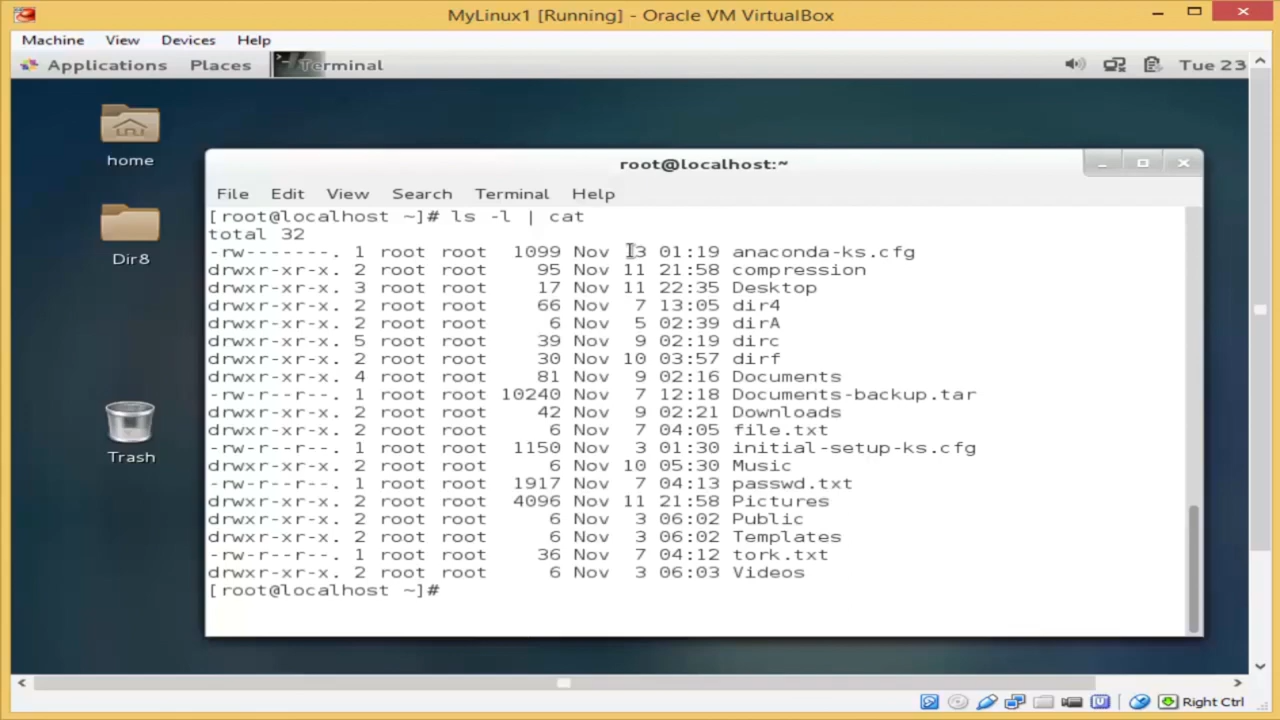 MyLinux1 [Running] - Oracle VM VirtualBox
Machine View Devices Help
Applications Places Terminal Tue 23
home
Dir8
Trash
root@localhost:~
File Edit View Search Terminal Help
[root@localhost ~]# ls -l | cat
total 32
-rw-------. 1 root root 1099 Nov 3 01:19 anaconda-ks.cfg
drwxr-xr-x. 2 root root 95 Nov 11 21:58 compression
drwxr-xr-x. 3 root root 17 Nov 11 22:35 Desktop
drwxr-xr-x. 2 root root 66 Nov 7 13:05 dir4
drwxr-xr-x. 2 root root 6 Nov 5 02:39 dirA
drwxr-xr-x. 5 root root 39 Nov 9 02:19 dirc
drwxr-xr-x. 2 root root 30 Nov 10 03:57 dirf
drwxr-xr-x. 4 root root 81 Nov 9 02:16 Documents
-rw-r--r--. 1 root root 10240 Nov 7 12:18 Documents-backup.tar
drwxr-xr-x. 2 root root 42 Nov 9 02:21 Downloads
drwxr-xr-x. 2 root root 6 Nov 7 04:05 file.txt
-rw-r--r--. 1 root root 1150 Nov 3 01:30 initial-setup-ks.cfg
drwxr-xr-x. 2 root root 6 Nov 10 05:30 Music
-rw-r--r--. 1 root root 1917 Nov 7 04:13 passwd.txt
drwxr-xr-x. 2 root root 4096 Nov 11 21:58 Pictures
drwxr-xr-x. 2 root root 6 Nov 3 06:02 Public
drwxr-xr-x. 2 root root 6 Nov 3 06:02 Templates
-rw-r--r--. 1 root root 36 Nov 7 04:12 tork.txt
drwxr-xr-x. 2 root root 6 Nov 3 06:03 Videos
[root@localhost ~]#
Right Ctrl